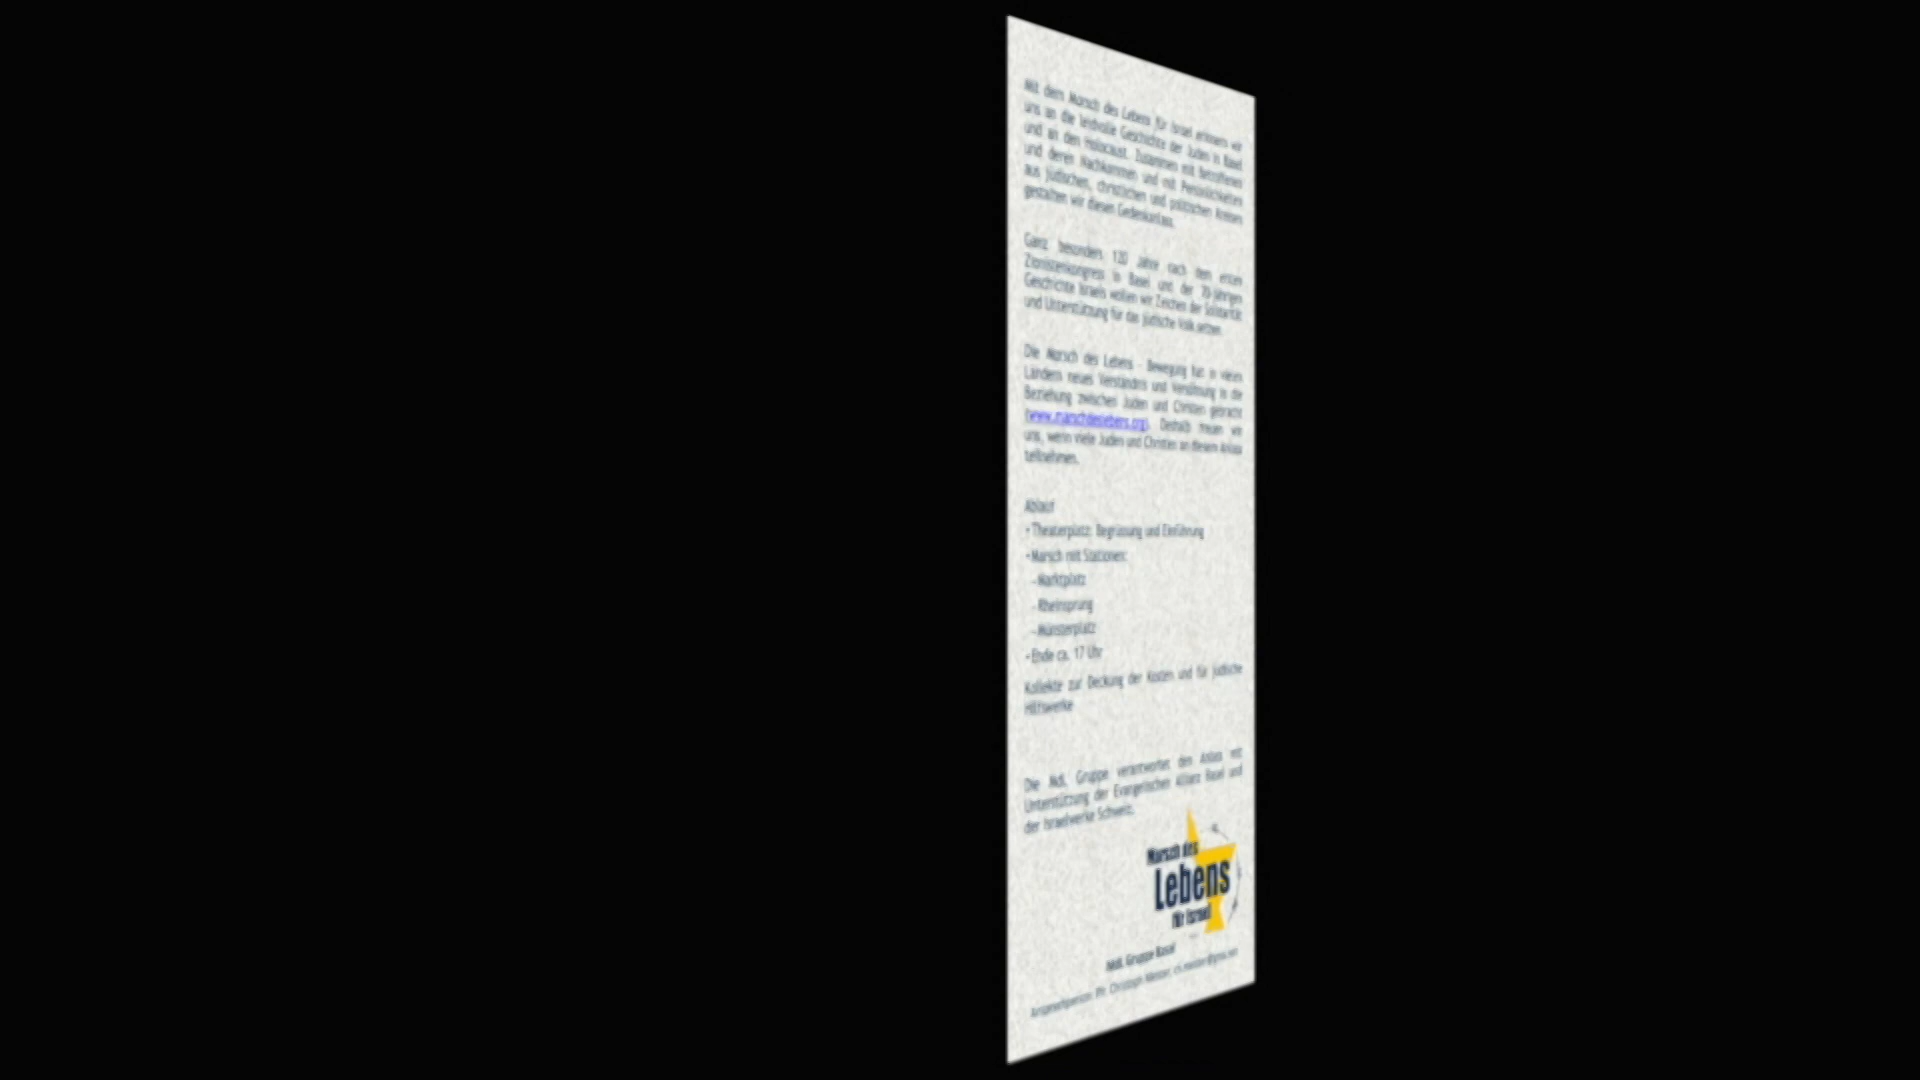 Mit dem Marsch des Lebens für Israel erinnern wir
uns an die leidvolle Geschichte der Juden in Basel
und an den Holocaust. Zusammen mit Betroffenen
und deren Nachkommen und mit Persönlichkeiten
aus jüdischen, christlichen und politischen Kreisen
gestalten wir diesen Gedenkanlass.
Ganz besonders 120 Jahre nach dem ersten
Zionistenkongress in Basel und der 70-jährigen
Geschichte Israels wollen wir Zeichen der Solidarität
und Unterstützung für das jüdische Volk setzen.
Die Marsch des Lebens - Bewegung hat in vielen
Ländern neues Verständnis und Versöhnung in die
Beziehung zwischen Juden und Christen gebracht
(www.marschdeslebens.org). Deshalb freuen wir
uns, wenn viele Juden und Christen an diesem Anlass
teilnehmen.
Ablauf
• Theaterplatz: Begrüssung und Einführung
• Marsch mit Stationen:
- Marktplatz
- Rheinsprung
- Münsterplatz
• Ende ca. 17 Uhr
Kollekte zur Deckung der Kosten und für jüdische
Hilfswerke
Die MdL Gruppe verantwortet den Anlass mit
Unterstützung der Evangelischen Allianz Basel und
der Israelwerke Schweiz.
Marsch des
Lebens
für Israel
MdL Gruppe Basel
Ansprechperson: Pfr. Christoph